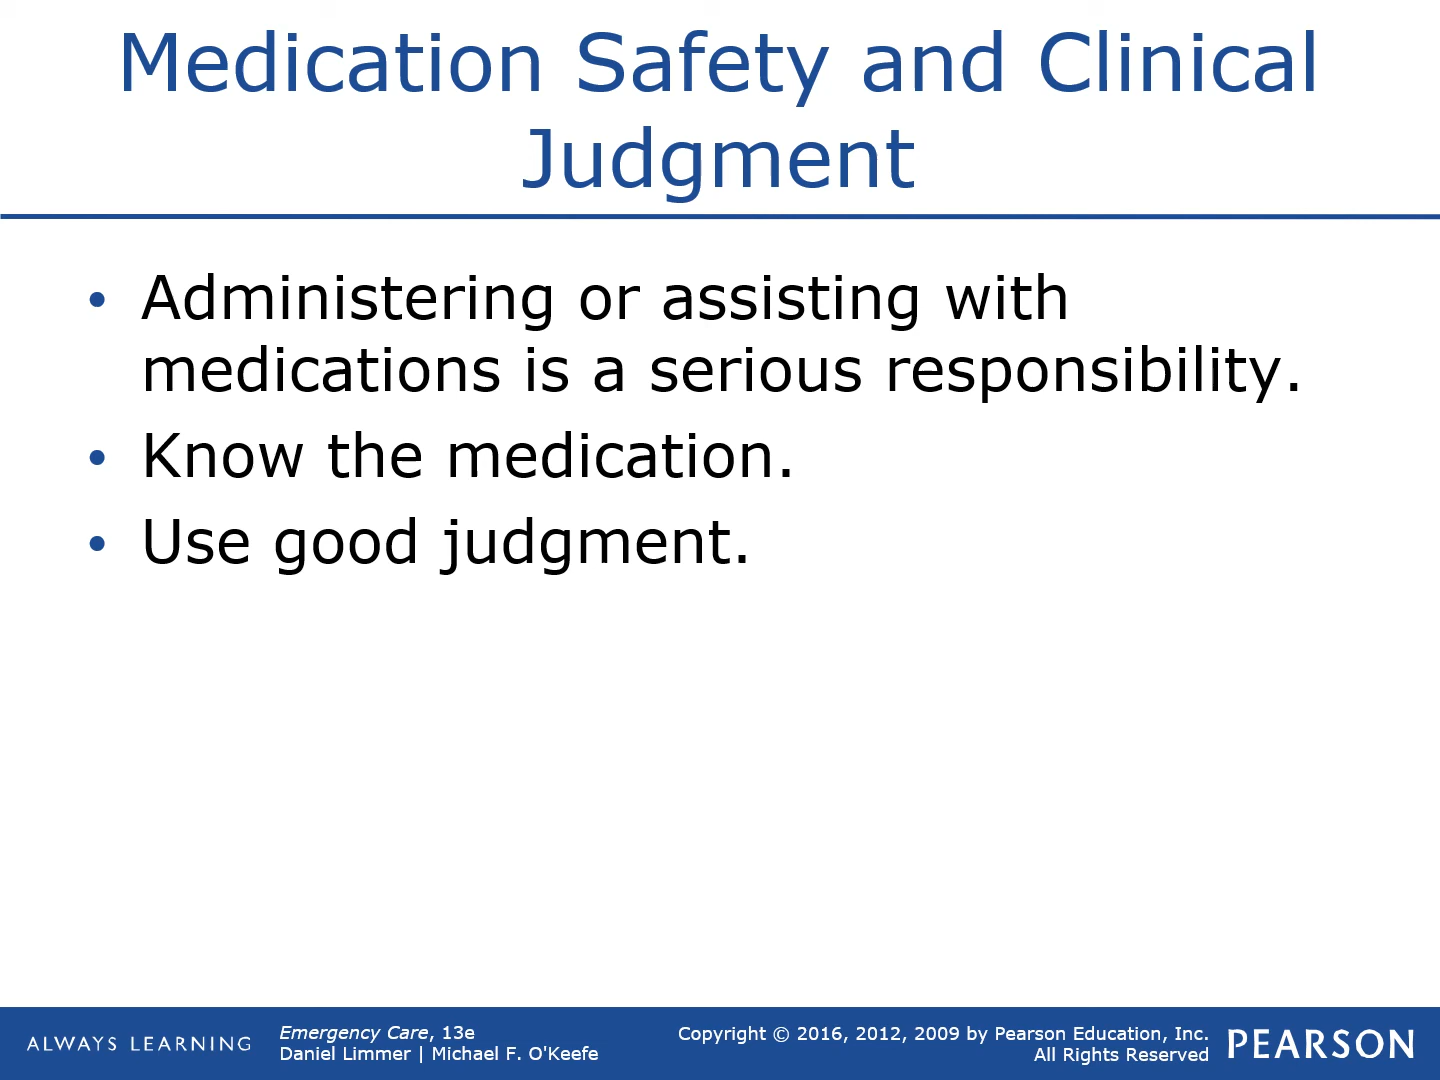 Medication Safety and Clinical
Judgment
• Administering or assisting with
medications is a serious responsibility.
• Know the medication.
• Use good judgment.
ALWAYS LEARNING
Emergency Care, 13e
Daniel Limmer | Michael F. O'Keefe
Copyright © 2016, 2012, 2009 by Pearson Education, Inc.
All Rights Reserved
PEARSON